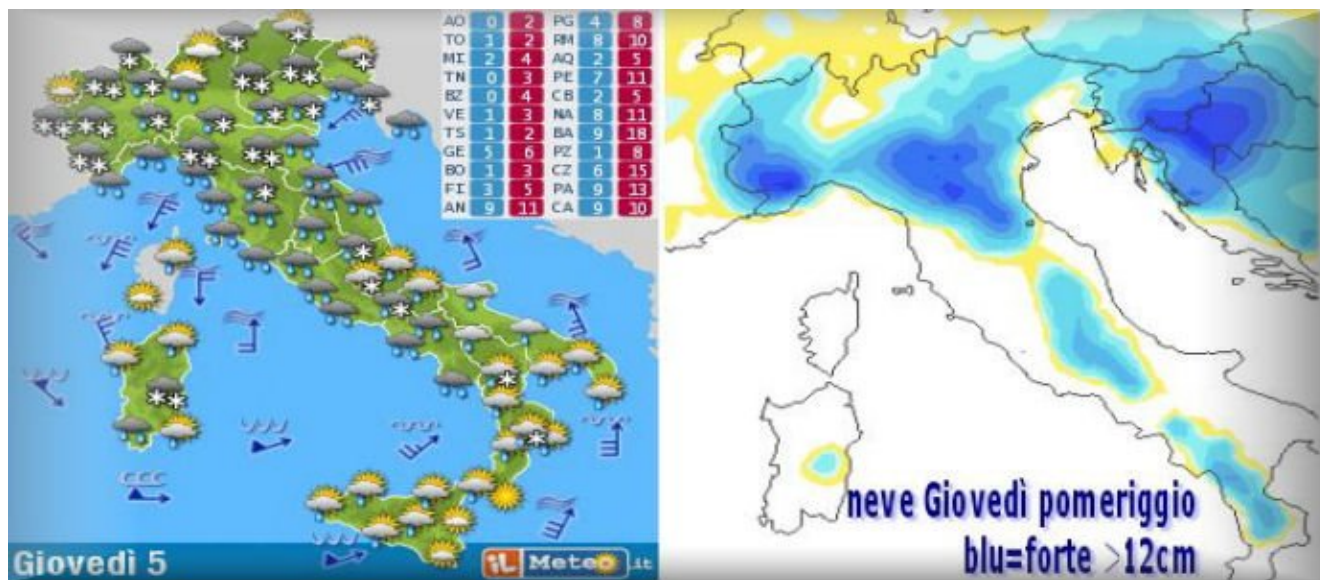 AO 0 2 PG 4 8
TO 1 2 RM 8 10
MI 2 4 AQ 2 5
TN 0 3 PE 7 11
BZ 0 4 CB 2 5
VE 1 3 NA 8 11
TS 1 2 BA 9 18
GE 5 6 PZ 1 8
BO 1 3 CZ 6 15
FI 3 5 PA 9 13
AN 9 11 CA 9 10
neve Giovedì pomeriggio
blu=forte >12cm
Giovedì 5
iL Meteo.it